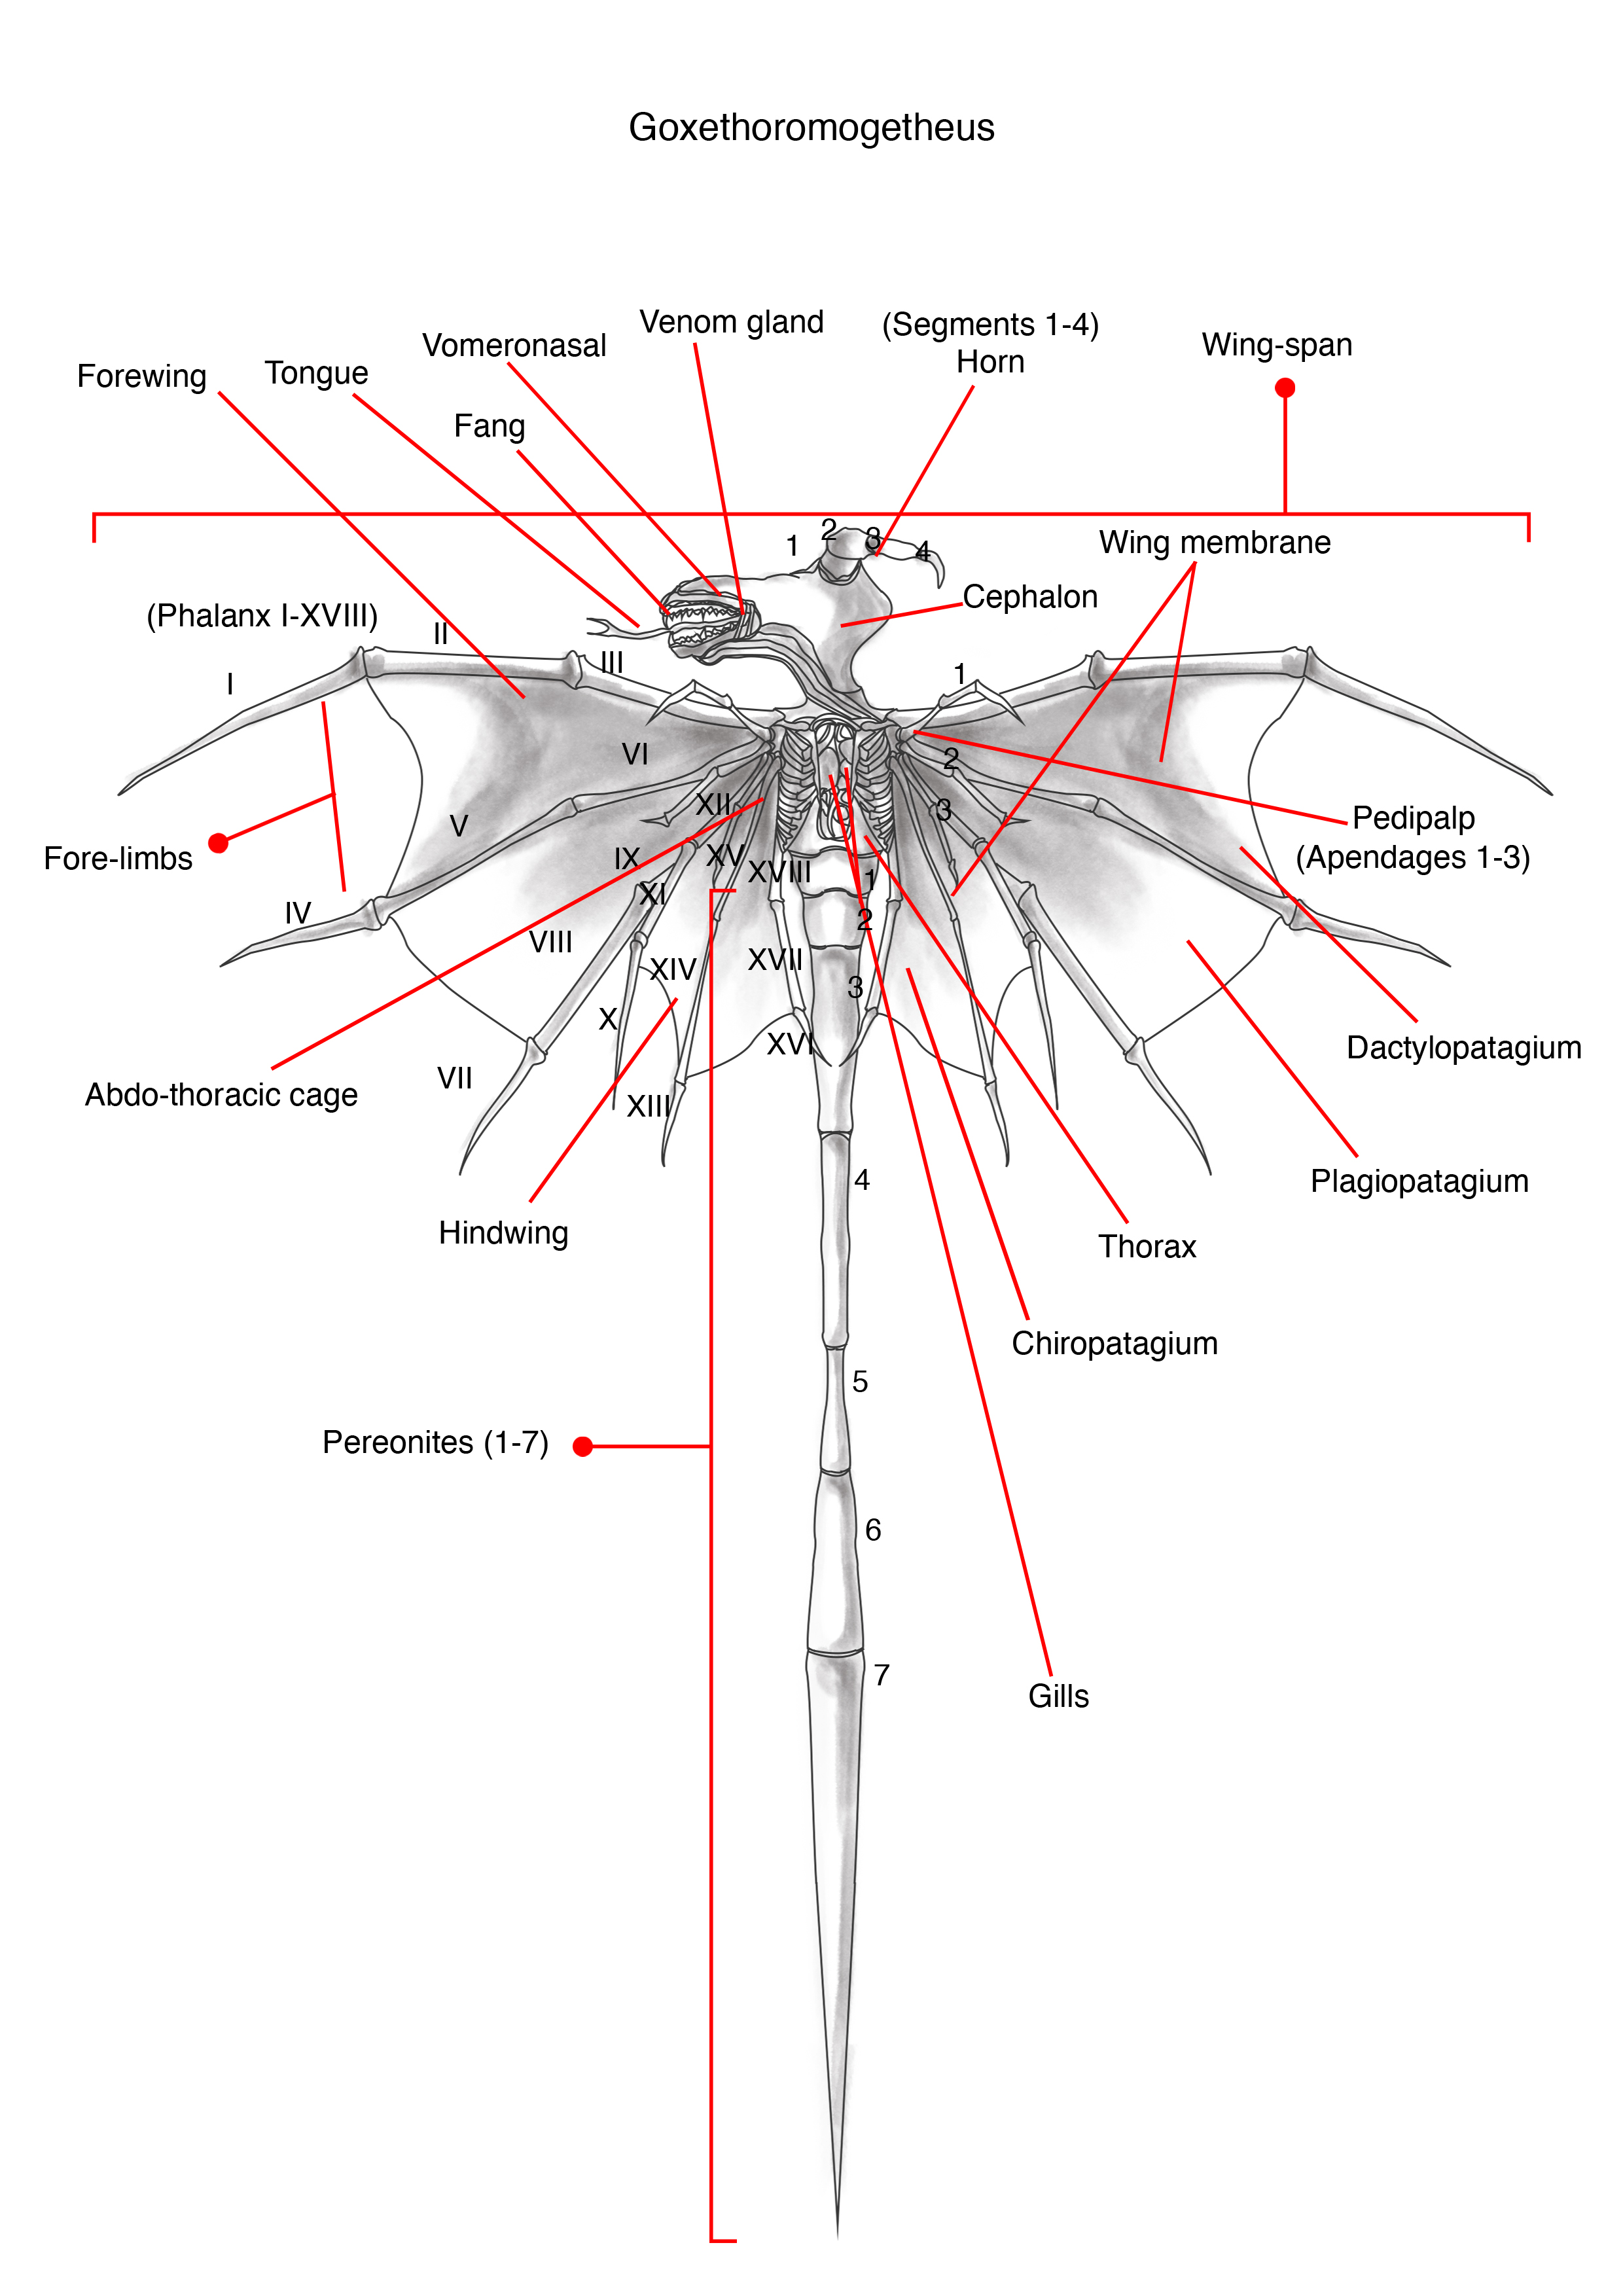 Goxethoromogetheus
Venom gland
(Segments 1-4)
Horn
Vomeronasal
Wing-span
Forewing
Tongue
Fang
1
2
3
4
Wing membrane
Cephalon
(Phalanx I-XVIII)
I
II
III
1
2
3
VI
V
IV
XII
IX
XI
XV
XVIII
VIII
XIV
XVII
X
XVI
VII
XIII
Fore-limbs
Pedipalp
(Apendages 1-3)
Dactylopatagium
Abdo-thoracic cage
Plagiopatagium
Hindwing
Thorax
Chiropatagium
1
2
3
4
5
6
7
Pereonites (1-7)
Gills